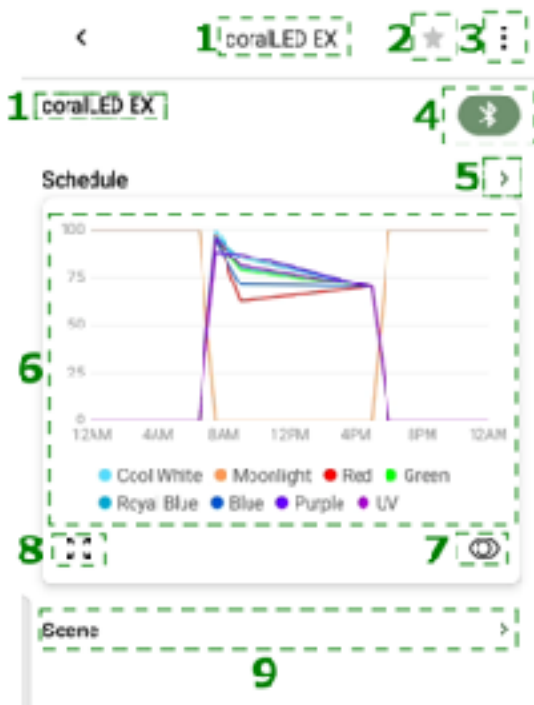 1 coralLED EX 2 3
1 coralLED EX 4
Schedule 5
100
75
50
6 25
0
12AM 4AM 8AM 12PM 4PM 8PM 12AM
Cool White Moonlight Red Green
Royal Blue Blue Purple UV
8 7
Scene
9